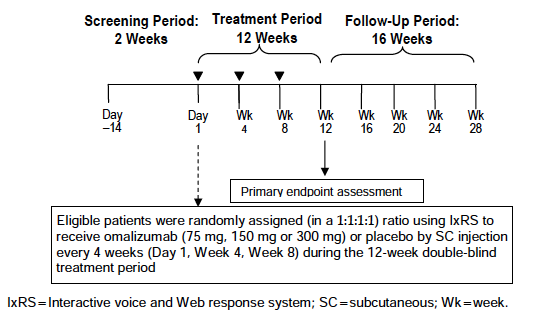 Screening Period:
2 Weeks
Treatment Period
12 Weeks
Follow-Up Period:
16 Weeks
Day
–14
Day
1
Wk
4
Wk
8
Wk
12
Wk
16
Wk
20
Wk
24
Wk
28
Primary endpoint assessment
Eligible patients were randomly assigned (in a 1:1:1:1) ratio using IxRS to
receive omalizumab (75 mg, 150 mg or 300 mg) or placebo by SC injection
every 4 weeks (Day 1, Week 4, Week 8) during the 12-week double-blind
treatment period
IxRS=Interactive voice and Web response system; SC=subcutaneous; Wk=week.